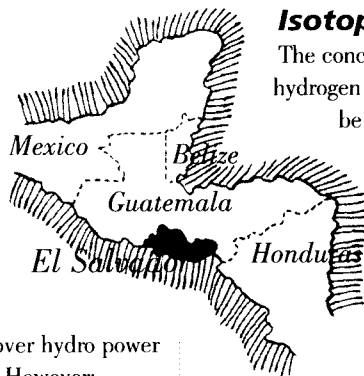 Isotop
The conc
hydrogen
be
Mexico
Belize
Guatemala
Honduras
El Salvador
over hydro power
However